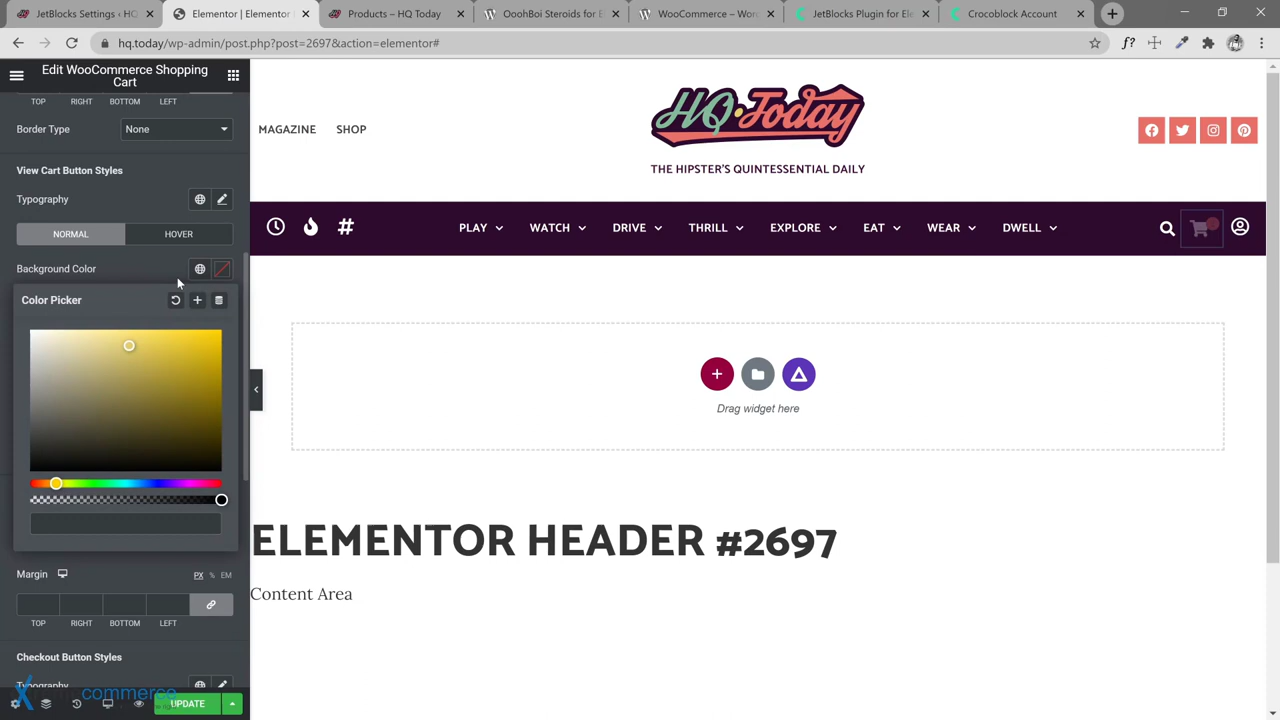 JetBlocks Settings ‹ HQ
Elementor | Elementor He
Products – HQ Today
OoohBoi Steroids for E
WooCommerce – Wor
JetBlocks Plugin for Ele
Crocoblock Account
hq.today/wp-admin/post.php?post=2697&action=elementor#
Edit WooCommerce Shopping
Cart
TOP RIGHT BOTTOM LEFT
Border Type None
View Cart Button Styles
Typography
NORMAL HOVER
Background Color
Color Picker
Margin PX % EM
TOP RIGHT BOTTOM LEFT
Checkout Button Styles
Typography
commerce
UPDATE
MAGAZINE SHOP
HQ Today
THE HIPSTER'S QUINTESSENTIAL DAILY
PLAY WATCH DRIVE THRILL EXPLORE EAT WEAR DWELL
Drag widget here
ELEMENTOR HEADER #2697
Content Area